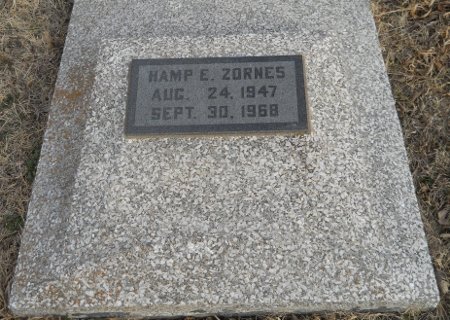 HAMP E. ZORNES
AUG. 24, 1947
SEPT. 30, 1968